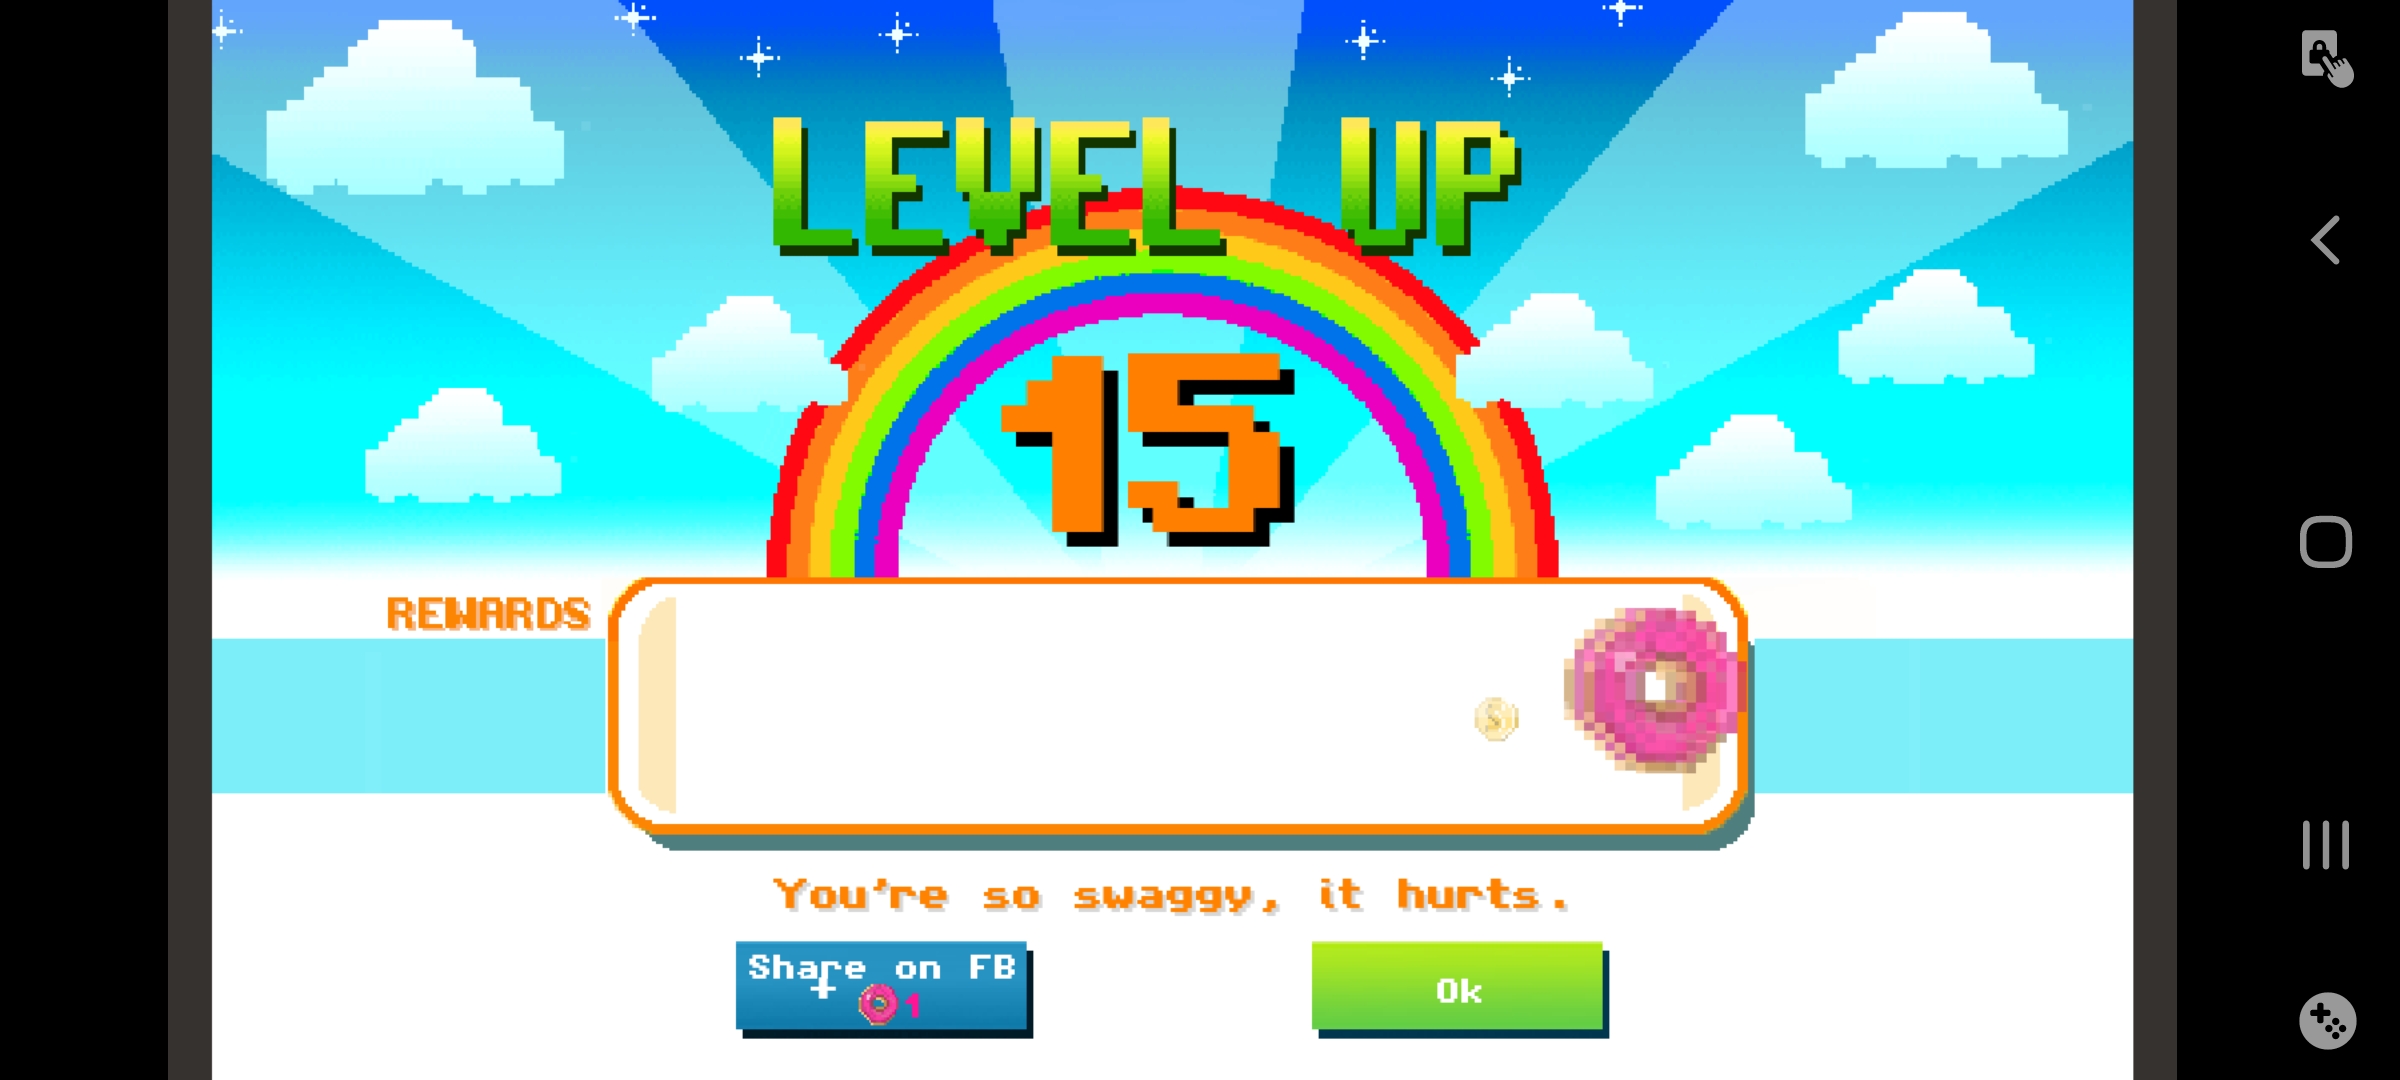 LEVEL UP
15
REWARDS
You're so swaggy, it hurts.
Share on FB
+ 1
Ok